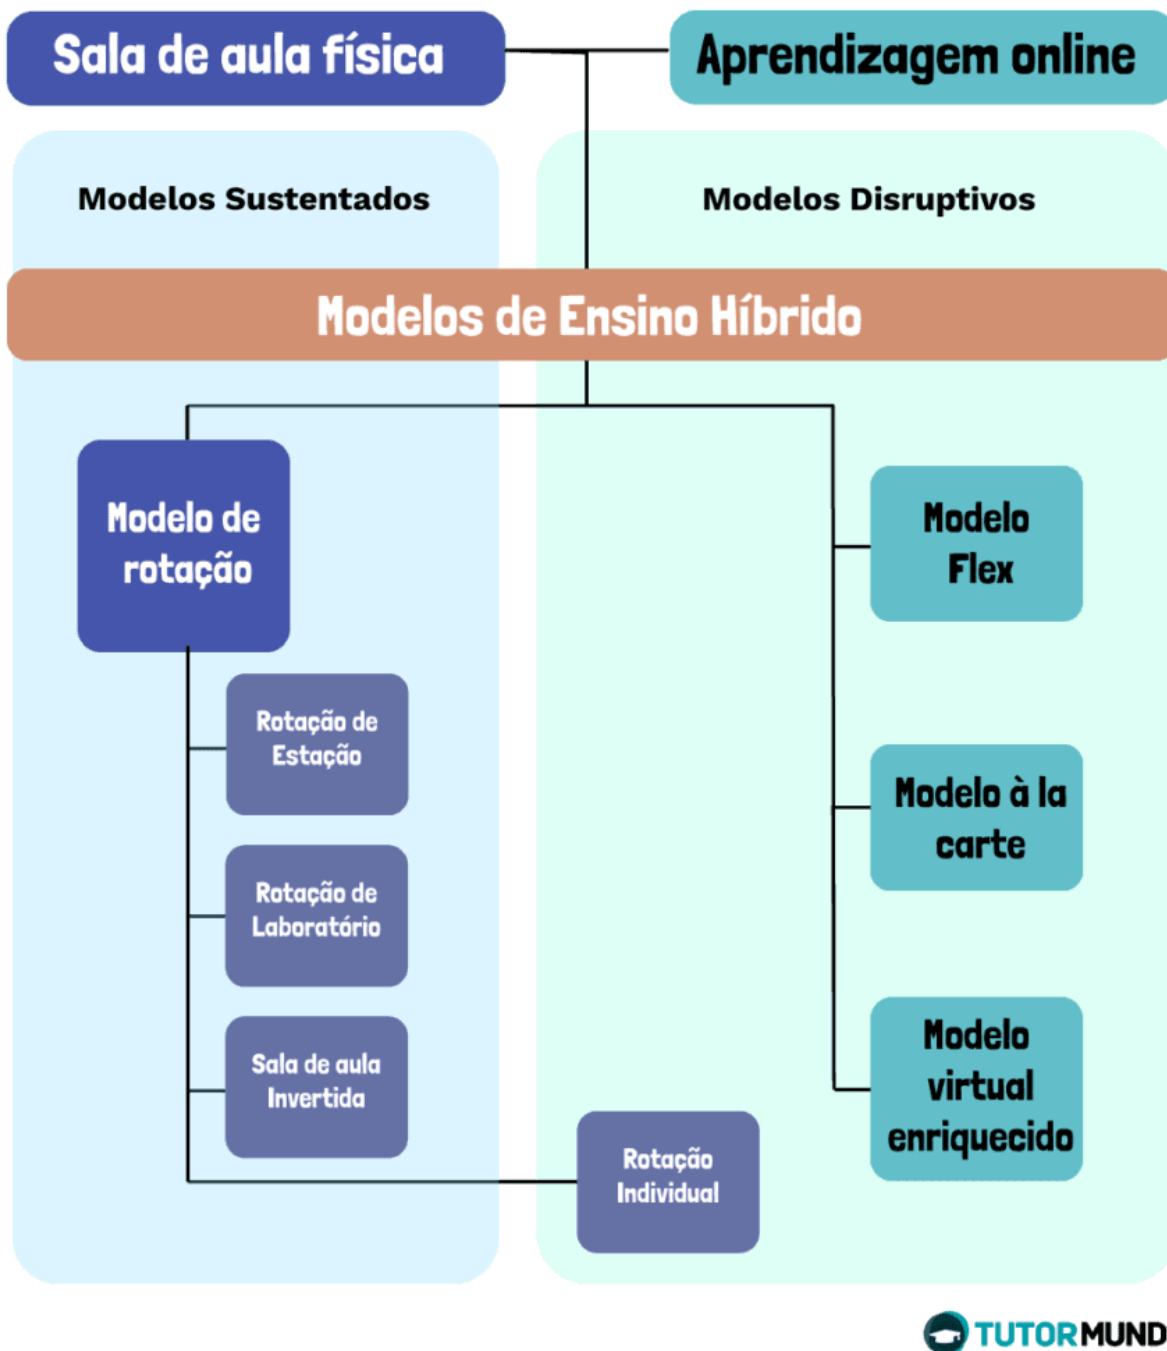 Sala de aula física
Aprendizagem online
Modelos Sustentados
Modelos Disruptivos
Modelos de Ensino Híbrido
Modelo de
rotação
Rotação de
Estação
Rotação de
Laboratório
Sala de aula
Invertida
Rotação
Individual
Modelo
Flex
Modelo à la
carte
Modelo
virtual
enriquecido
TUTORMUND